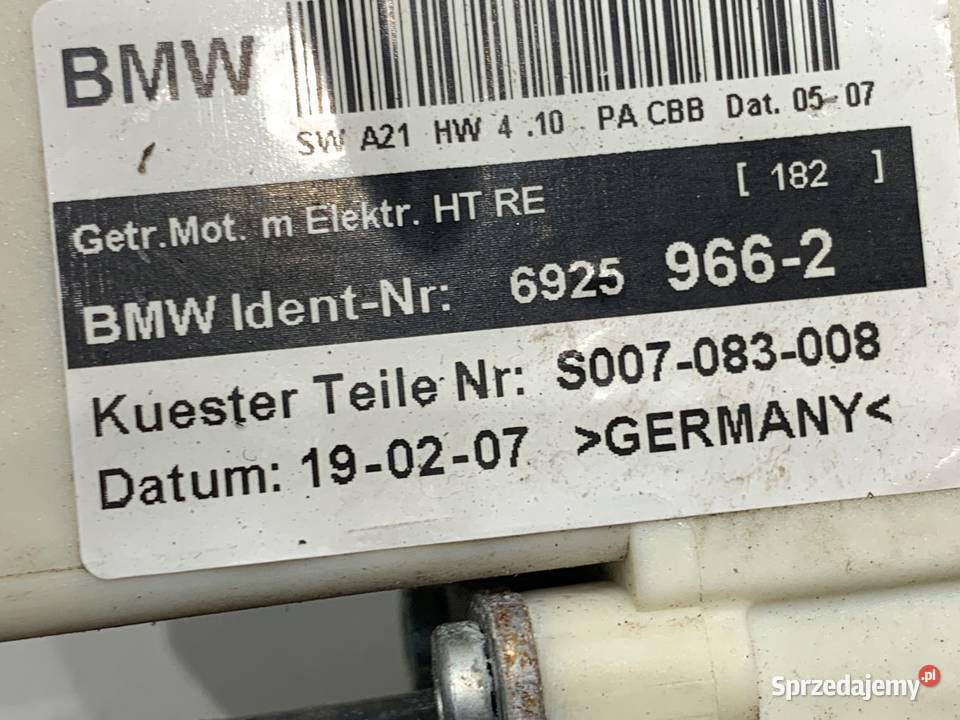 BMW
SW A21 HW 4 .10 PA CBB Dat. 05-07
Getr.Mot. m Elektr. HT RE [ 182 ]
BMW Ident-Nr: 6925 966-2
Kuester Teile Nr: S007-083-008
Datum: 19-02-07 >GERMANY<
Sprzedajemy.pl